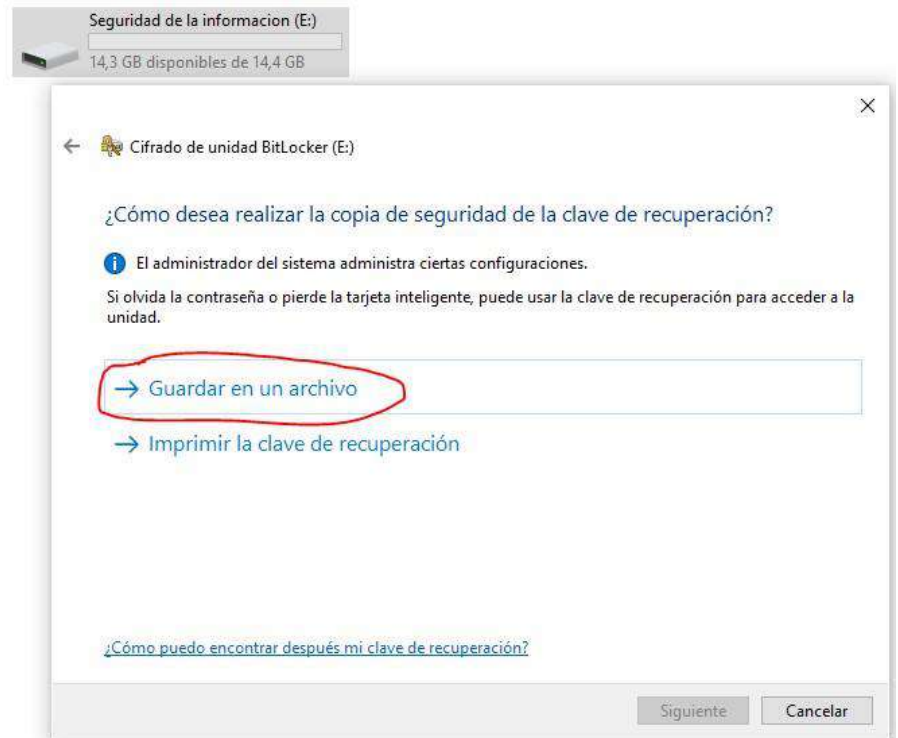 Seguridad de la informacion (E:)
14,3 GB disponibles de 14,4 GB
Cifrado de unidad BitLocker (E:)
¿Cómo desea realizar la copia de seguridad de la clave de recuperación?
El administrador del sistema administra ciertas configuraciones.
Si olvida la contraseña o pierde la tarjeta inteligente, puede usar la clave de recuperación para acceder a la
unidad.
Guardar en un archivo
Imprimir la clave de recuperación
¿Cómo puedo encontrar después mi clave de recuperación?
Siguiente Cancelar